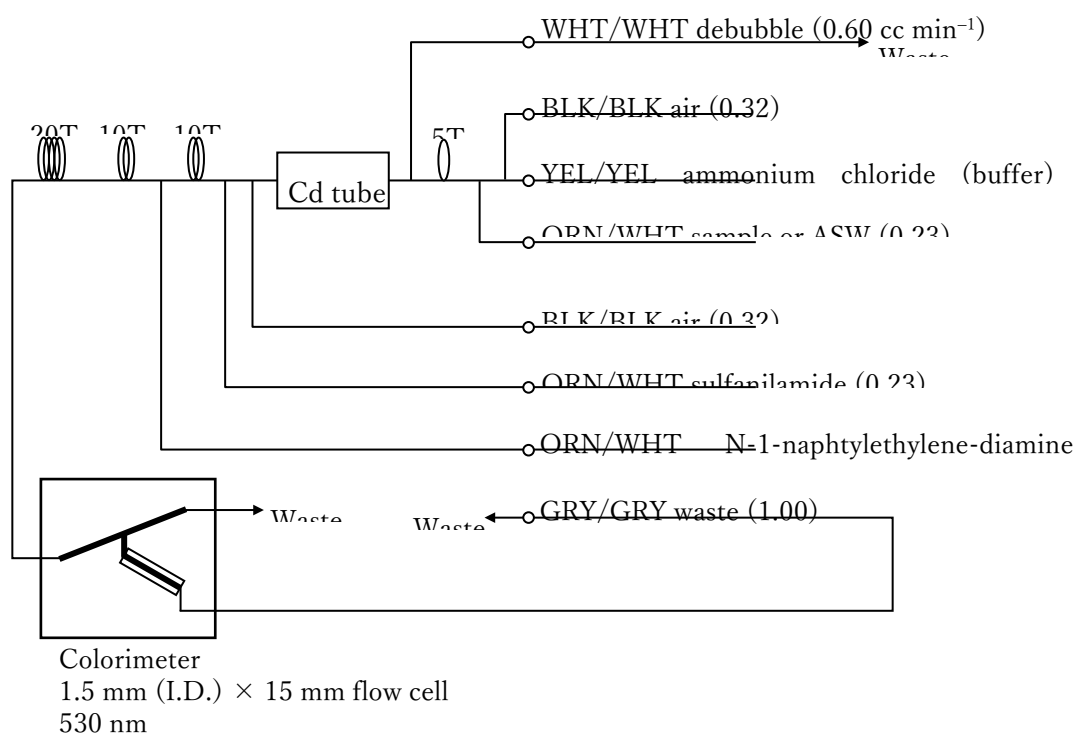 WHT/WHT debubble (0.60 cc min⁻¹)
Waste
BLK/BLK air (0.32)
20T 10T 10T 5T
YEL/YEL ammonium chloride (buffer)
Cd tube
ORN/WHT sample or ASW (0.23)
BLK/BLK air (0.32)
ORN/WHT sulfanilamide (0.23)
ORN/WHT N-1-naphtylethylene-diamine
GRY/GRY waste (1.00)
Waste Waste
Colorimeter
1.5 mm (I.D.) × 15 mm flow cell
530 nm